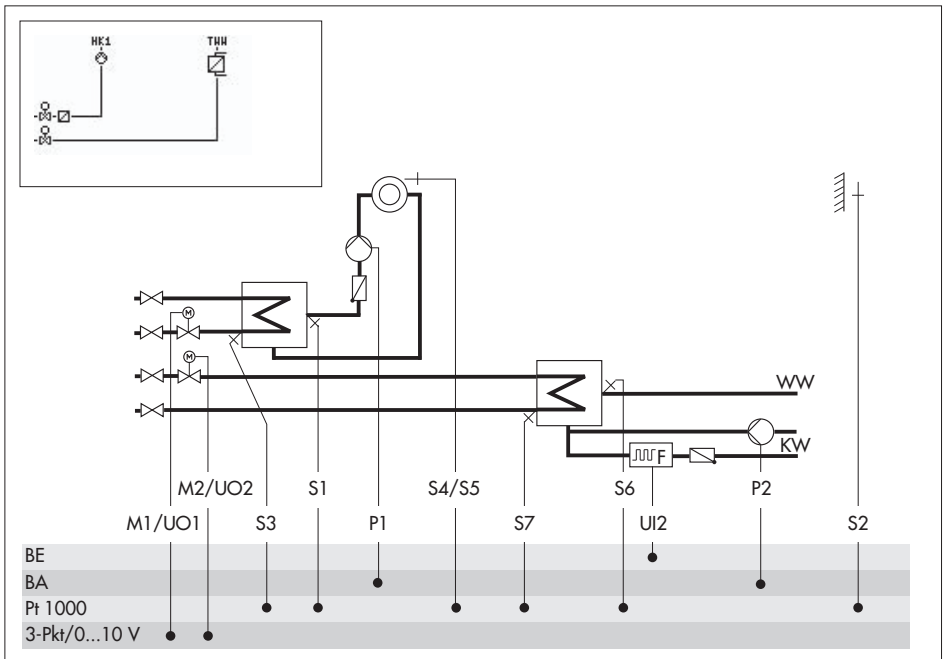 HK1 TWW
M
M
WW
KW
F
M2/UO2 S1 S4/S5 S6 P2
M1/UO1 S3 P1 S7 UI2 S2
BE
BA
Pt 1000
3-Pkt/0...10 V